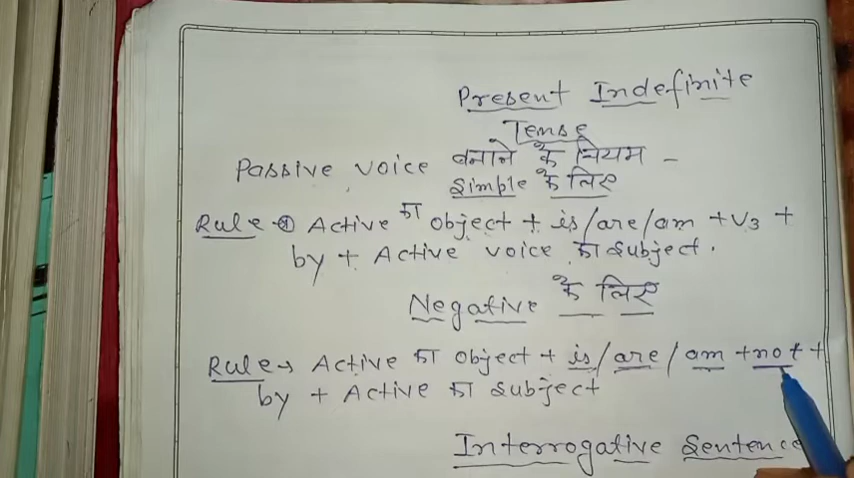 Present Indefinite
Tense
Passive voice बनाने के नियम -
Simple के लिए
Rule → Active का object + is/are/am + V3 +
by + Active voice का subject.
Negative के लिए
Rule → Active का object + is/are/am + not +
by + Active का subject
Interrogative Sentence